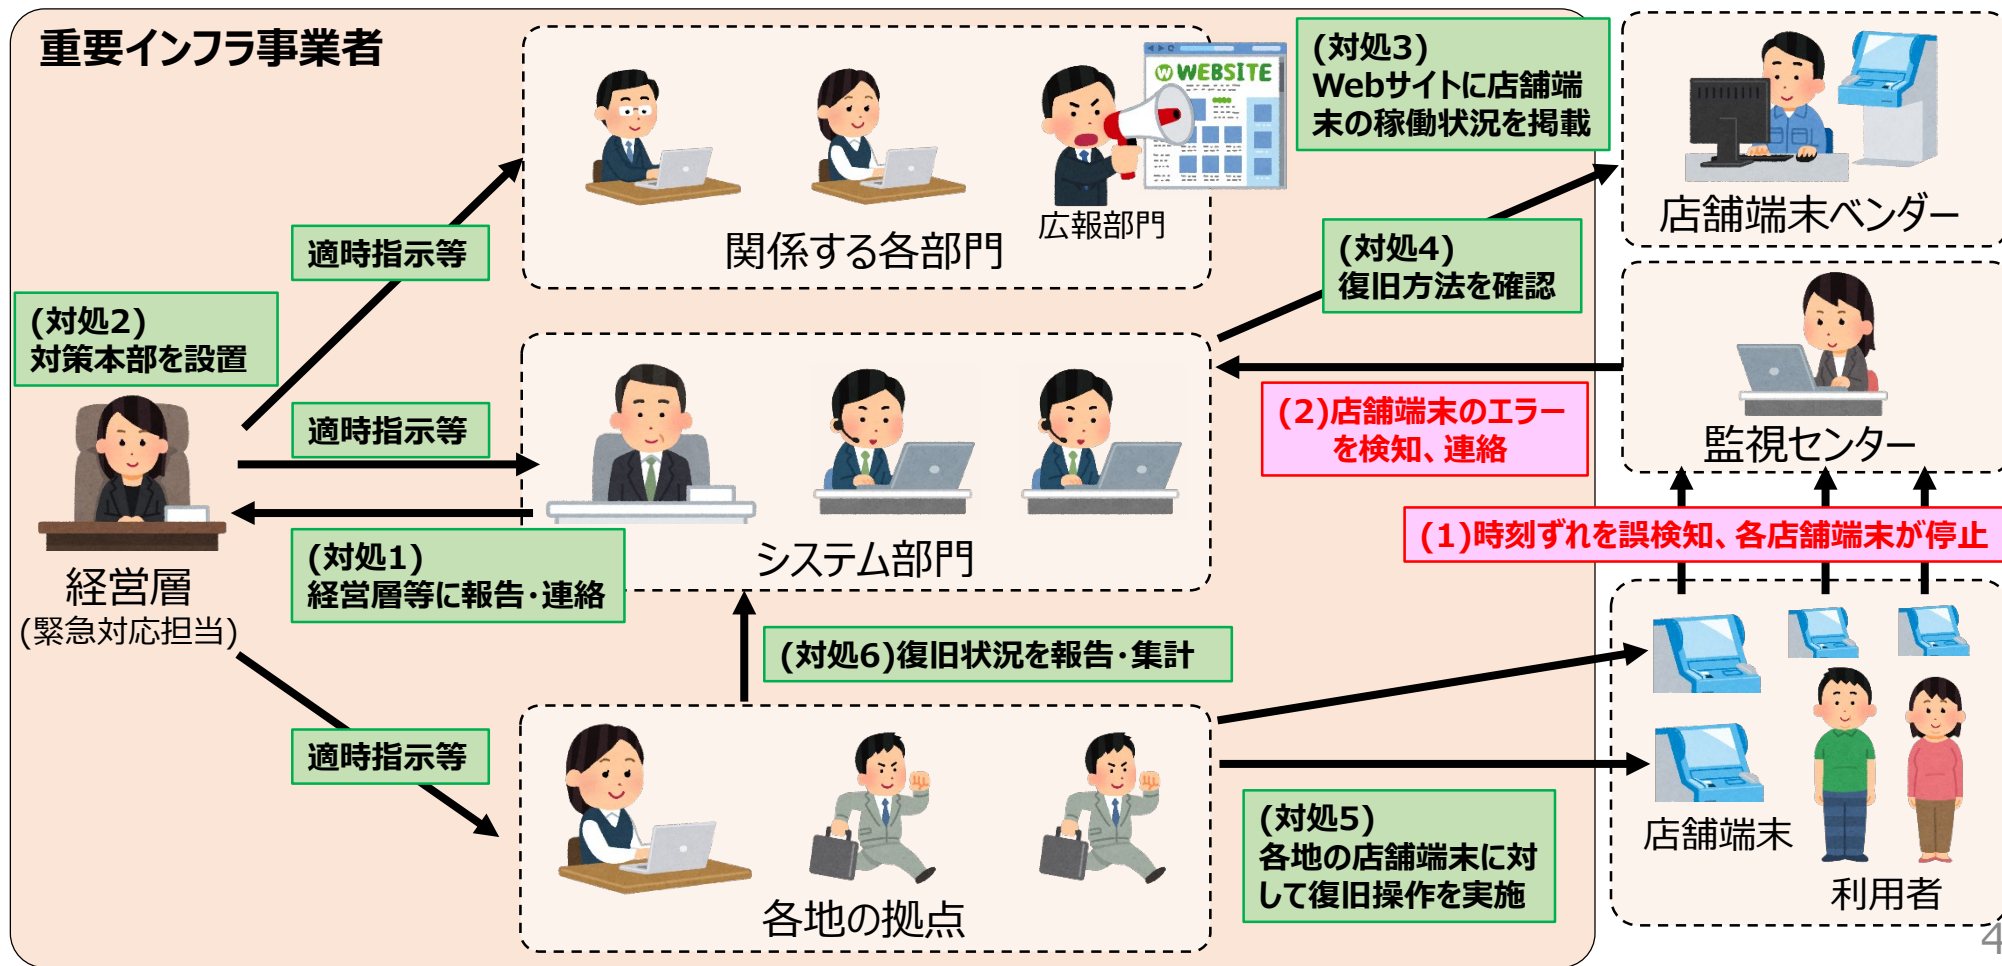 重要インフラ事業者
WEBSITE
広報部門
関係する各部門
(対処3)
Webサイトに店舗端
末の稼働状況を掲載
店舗端末ベンダー
適時指示等
(対処4)
復旧方法を確認
(対処2)
対策本部を設置
適時指示等
(2)店舗端末のエラー
を検知、連絡
監視センター
(1)時刻ずれを誤検知、各店舗端末が停止
システム部門
(対処1)
経営層等に報告・連絡
経営層
(緊急対応担当)
(対処6)復旧状況を報告・集計
適時指示等
各地の拠点
(対処5)
各地の店舗端末に対
して復旧操作を実施
店舗端末
利用者
4